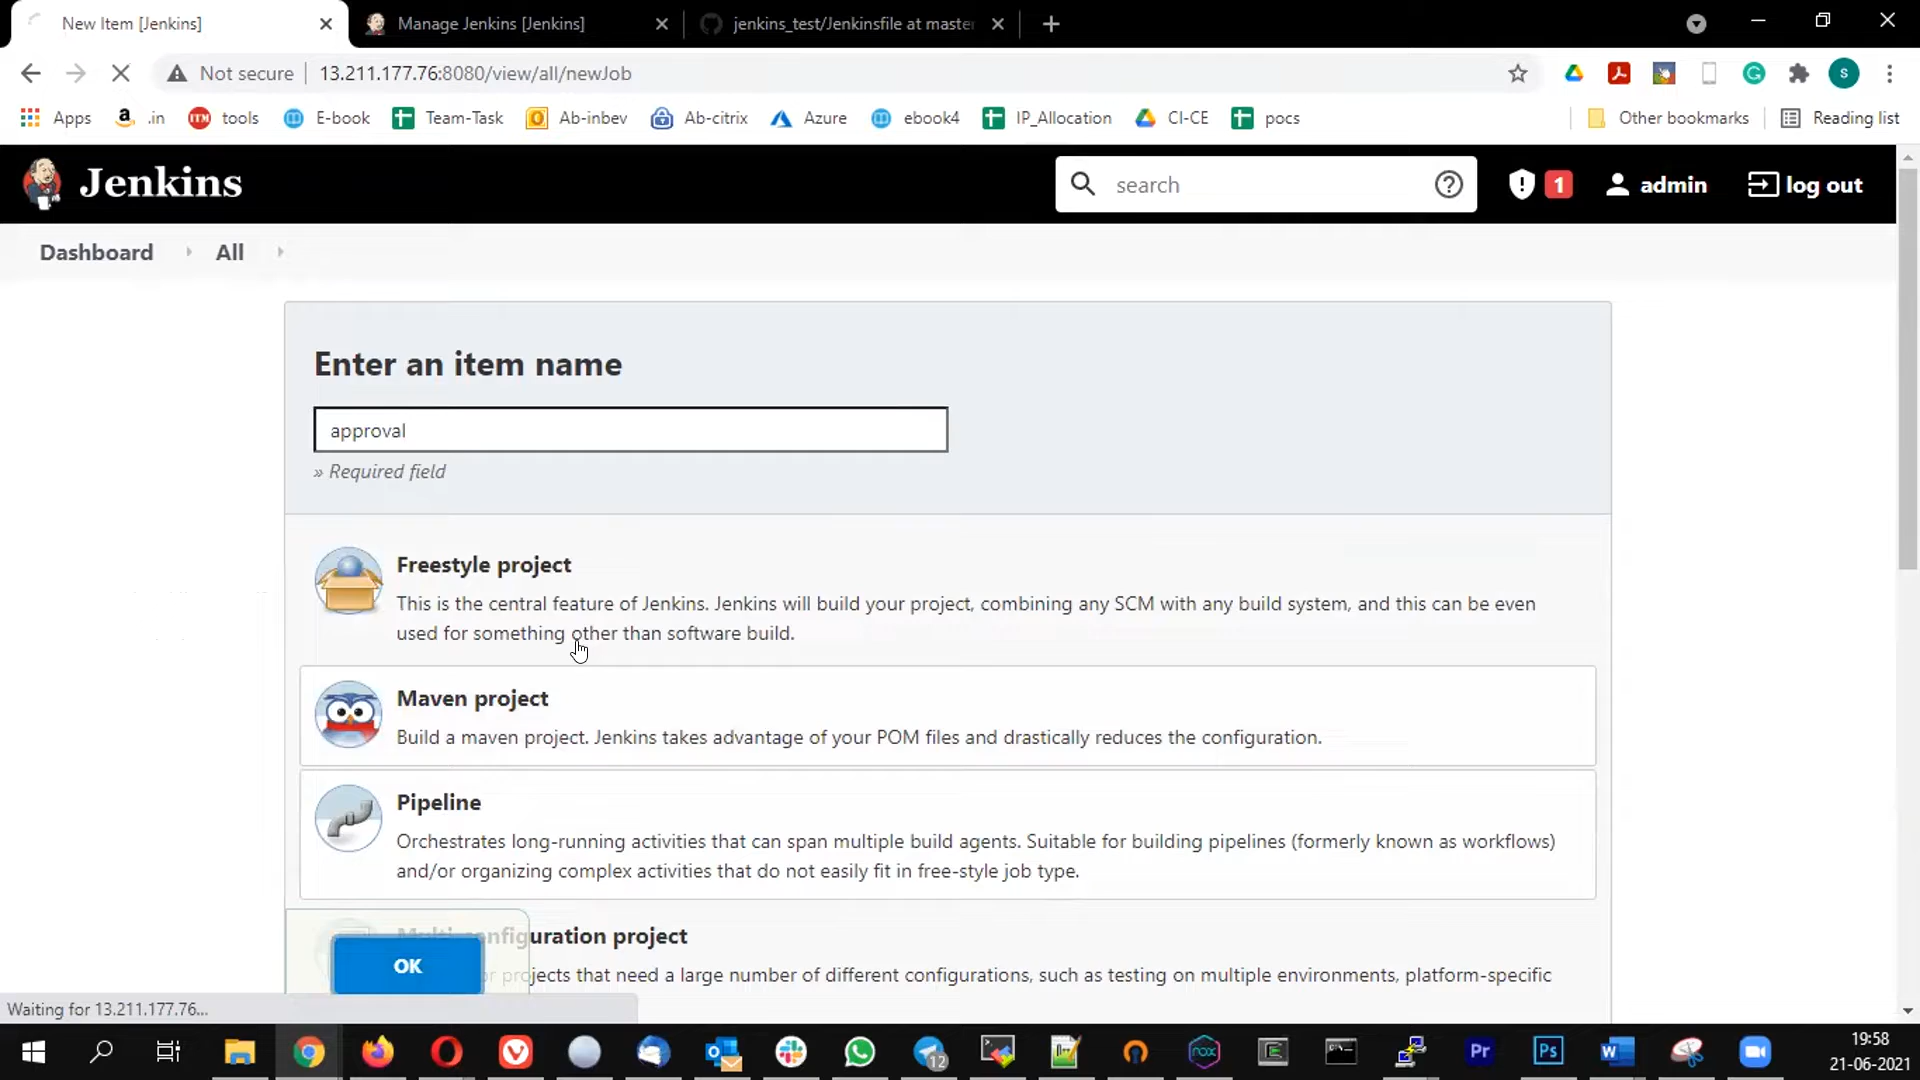 New Item [Jenkins]
Manage Jenkins [Jenkins]
jenkins_test/Jenkinsfile at maste
Not secure
13.211.177.76:8080/view/all/newJob
S
Apps
.in
tools
E-book
Team-Task
Ab-inbev
Ab-citrix
Azure
ebook4
IP_Allocation
CI-CE
pocs
Other bookmarks
Reading list
Jenkins
search
1
admin
log out
Dashboard
All
Enter an item name
approval
» Required field
Freestyle project
This is the central feature of Jenkins. Jenkins will build your project, combining any SCM with any build system, and this can be even
used for something other than software build.
Maven project
Build a maven project. Jenkins takes advantage of your POM files and drastically reduces the configuration.
Pipeline
Orchestrates long-running activities that can span multiple build agents. Suitable for building pipelines (formerly known as workflows)
and/or organizing complex activities that do not easily fit in free-style job type.
Multi-configuration project
OK
projects that need a large number of different configurations, such as testing on multiple environments, platform-specific
Waiting for 13.211.177.76...
12
nox
Pr
Ps
W
19:58
21-06-2021